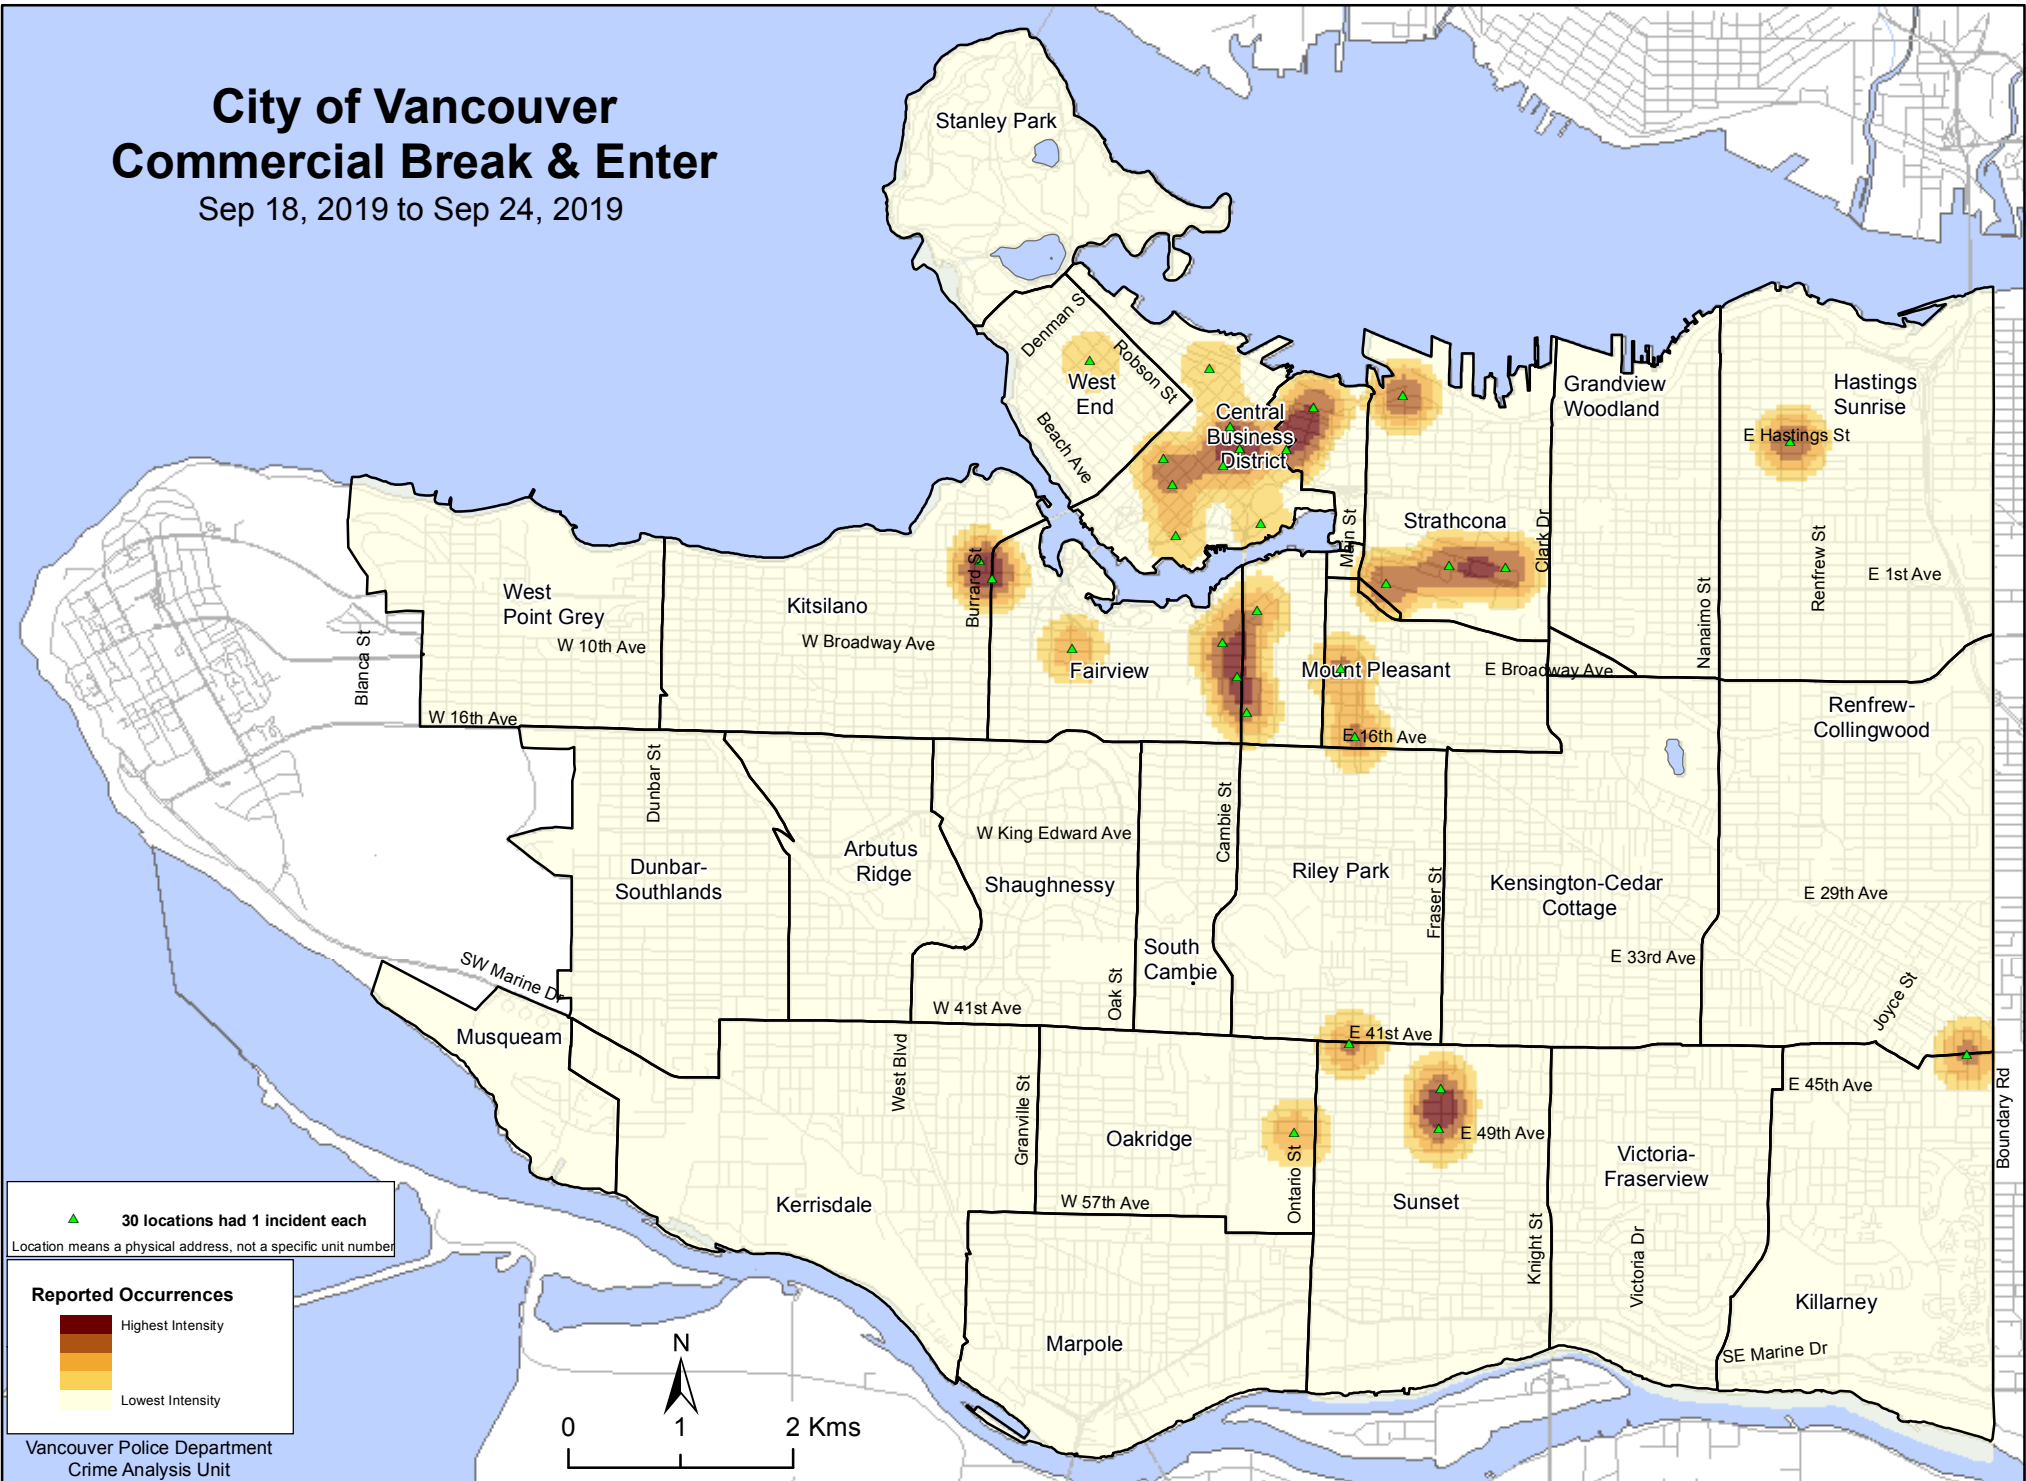 City of Vancouver
Commercial Break & Enter
Sep 18, 2019 to Sep 24, 2019
Stanley Park
Denman St
Robson St
West
End
Beach Ave
Central
Business
District
Grandview
Woodland
Hastings
Sunrise
E Hastings St
Main St
Strathcona
Clark Dr
Nanaimo St
Renfrew St
E 1st Ave
Burrard St
West
Point Grey
W 10th Ave
Kitsilano
W Broadway Ave
Blanca St
Fairview
Mount Pleasant
E Broadway Ave
W 16th Ave
E 16th Ave
Renfrew-
Collingwood
Dunbar St
Cambie St
W King Edward Ave
Arbutus
Ridge
Dunbar-
Southlands
Shaughnessy
Riley Park
Fraser St
Kensington-Cedar
Cottage
E 29th Ave
South
Cambie
E 33rd Ave
SW Marine Dr
Oak St
W 41st Ave
Joyce St
Musqueam
E 41st Ave
West Blvd
Granville St
E 45th Ave
Boundary Rd
Oakridge
E 49th Ave
Victoria-
Fraserview
Ontario St
Kerrisdale
W 57th Ave
Sunset
Knight St
Victoria Dr
Killarney
Marpole
SE Marine Dr
30 locations had 1 incident each
Location means a physical address, not a specific unit number
Reported Occurrences
Highest Intensity
Lowest Intensity
Vancouver Police Department
Crime Analysis Unit
N
0 1 2 Kms